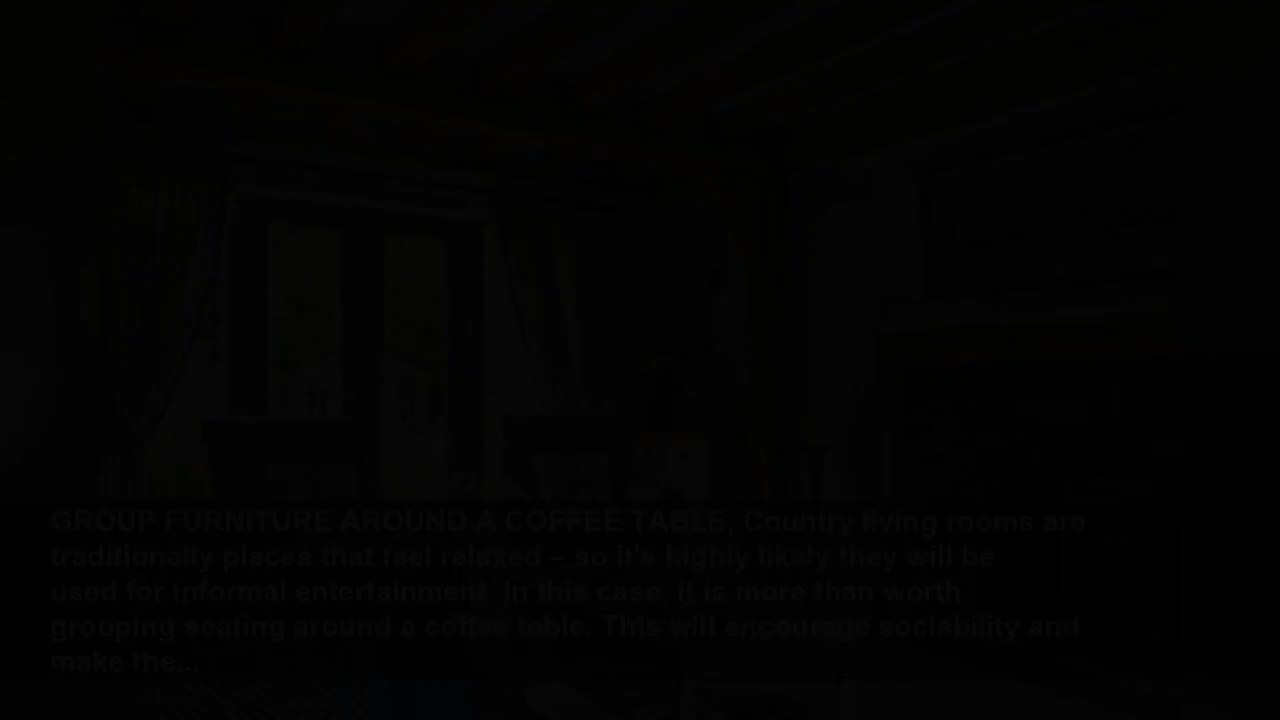 GROUP FURNITURE AROUND A COFFEE TABLE, Country living rooms are
traditionally places that feel relaxed – so it's highly likely they will be
used for informal entertainment. In this case, it is more than worth
grouping seating around a coffee table. This will encourage sociability and
make the...